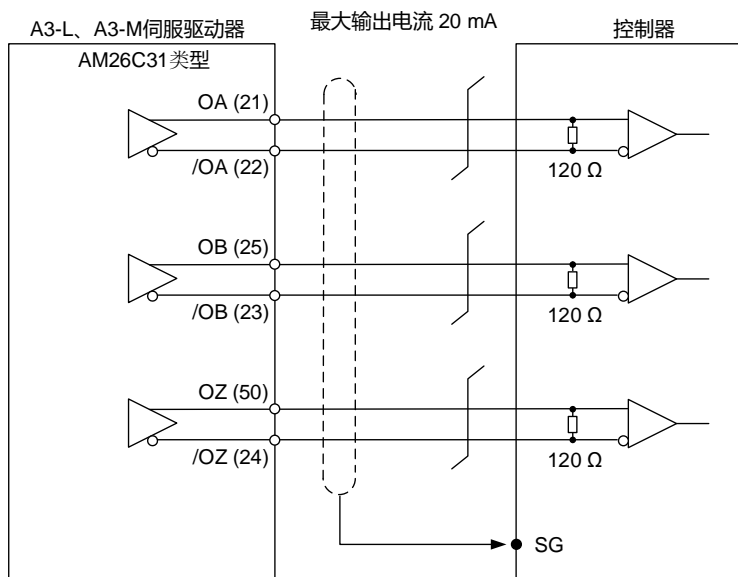 最大输出电流 20 mA
A3-L、A3-M伺服驱动器
控制器
AM26C31类型
OA (21)
/OA (22)
120 Ω
OB (25)
/OB (23)
120 Ω
OZ (50)
/OZ (24)
120 Ω
SG